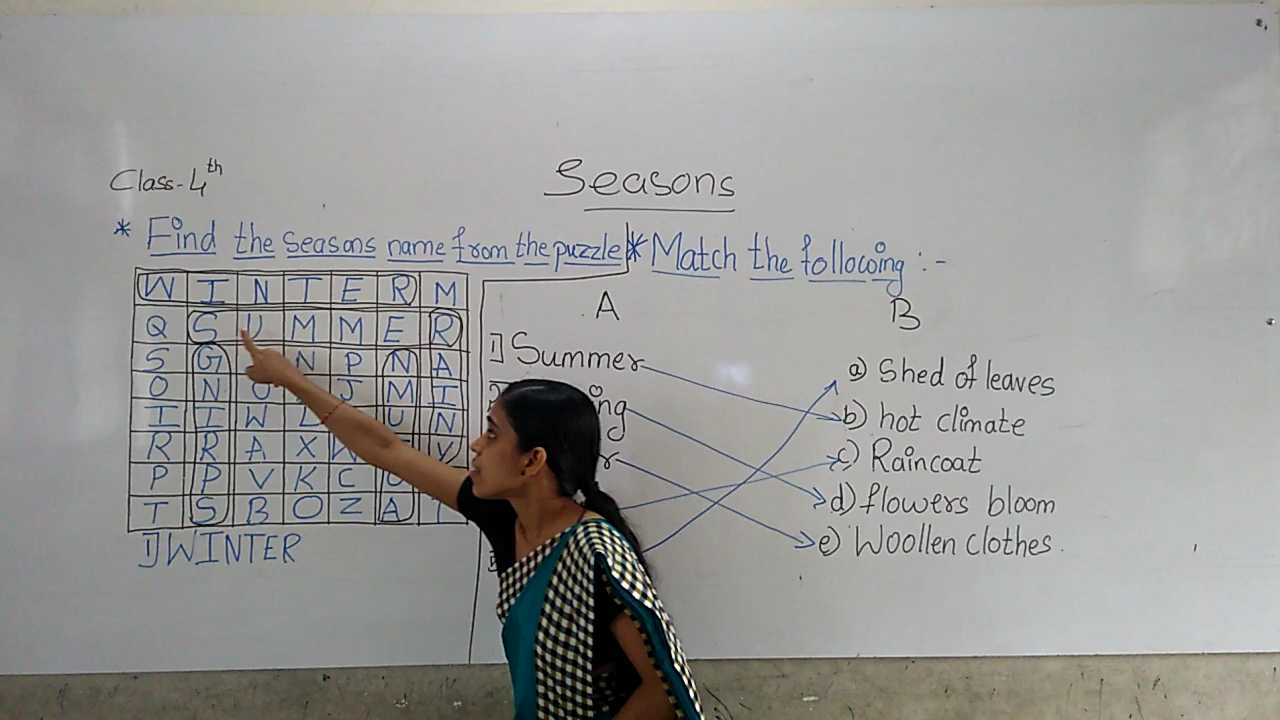 Class-4th
Seasons
* Find the Seasons name from the puzzle
W I N T E R M
Q S U M M E R
S G N P N A
O N U J M I
I I W L U N
R R A X W Y
P P V K C U
T S B O Z A
1] WINTER
* Match the following :-
A
B
1] Summer
a) Shed of leaves
b) hot climate
c) Raincoat
d) flowers bloom
e) Woollen clothes.